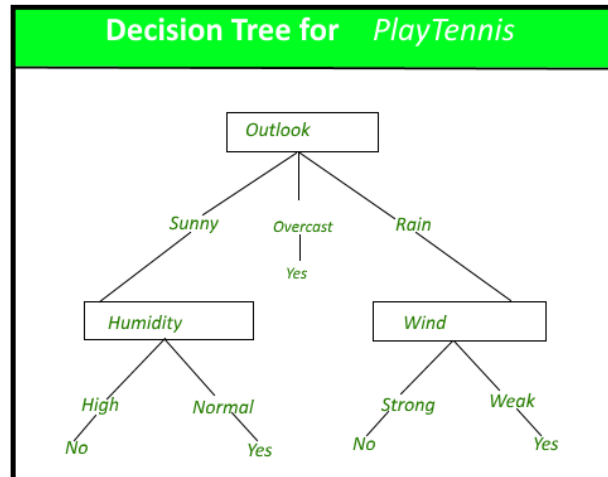 Decision Tree for PlayTennis
Outlook
Sunny Overcast Rain
Yes
Humidity Wind
High Normal Strong Weak
No Yes No Yes